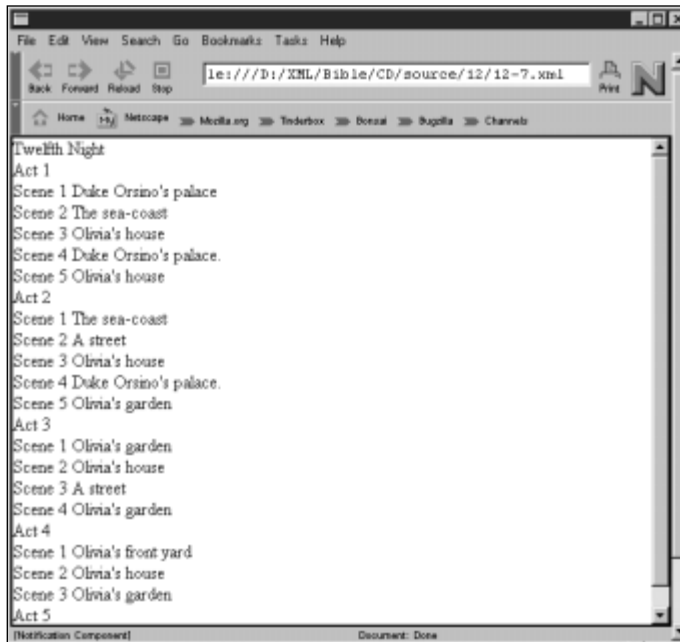 File Edit View Search Go Bookmarks Tasks Help
le:///D:/XML/Bible/CD/source/12/12-7.xml
Back Forward Reload Stop
Print
N
Home My Netscape Mozilla.org Tinderbox Bonsai Bugzilla Channels
Twelfth Night
Act 1
Scene 1 Duke Orsino's palace
Scene 2 The sea-coast
Scene 3 Olivia's house
Scene 4 Duke Orsino's palace.
Scene 5 Olivia's house
Act 2
Scene 1 The sea-coast
Scene 2 A street
Scene 3 Olivia's house
Scene 4 Duke Orsino's palace.
Scene 5 Olivia's garden
Act 3
Scene 1 Olivia's garden
Scene 2 Olivia's house
Scene 3 A street
Scene 4 Olivia's garden
Act 4
Scene 1 Olivia's front yard
Scene 2 Olivia's house
Scene 3 Olivia's garden
Act 5
[Notification Component] Document: Done